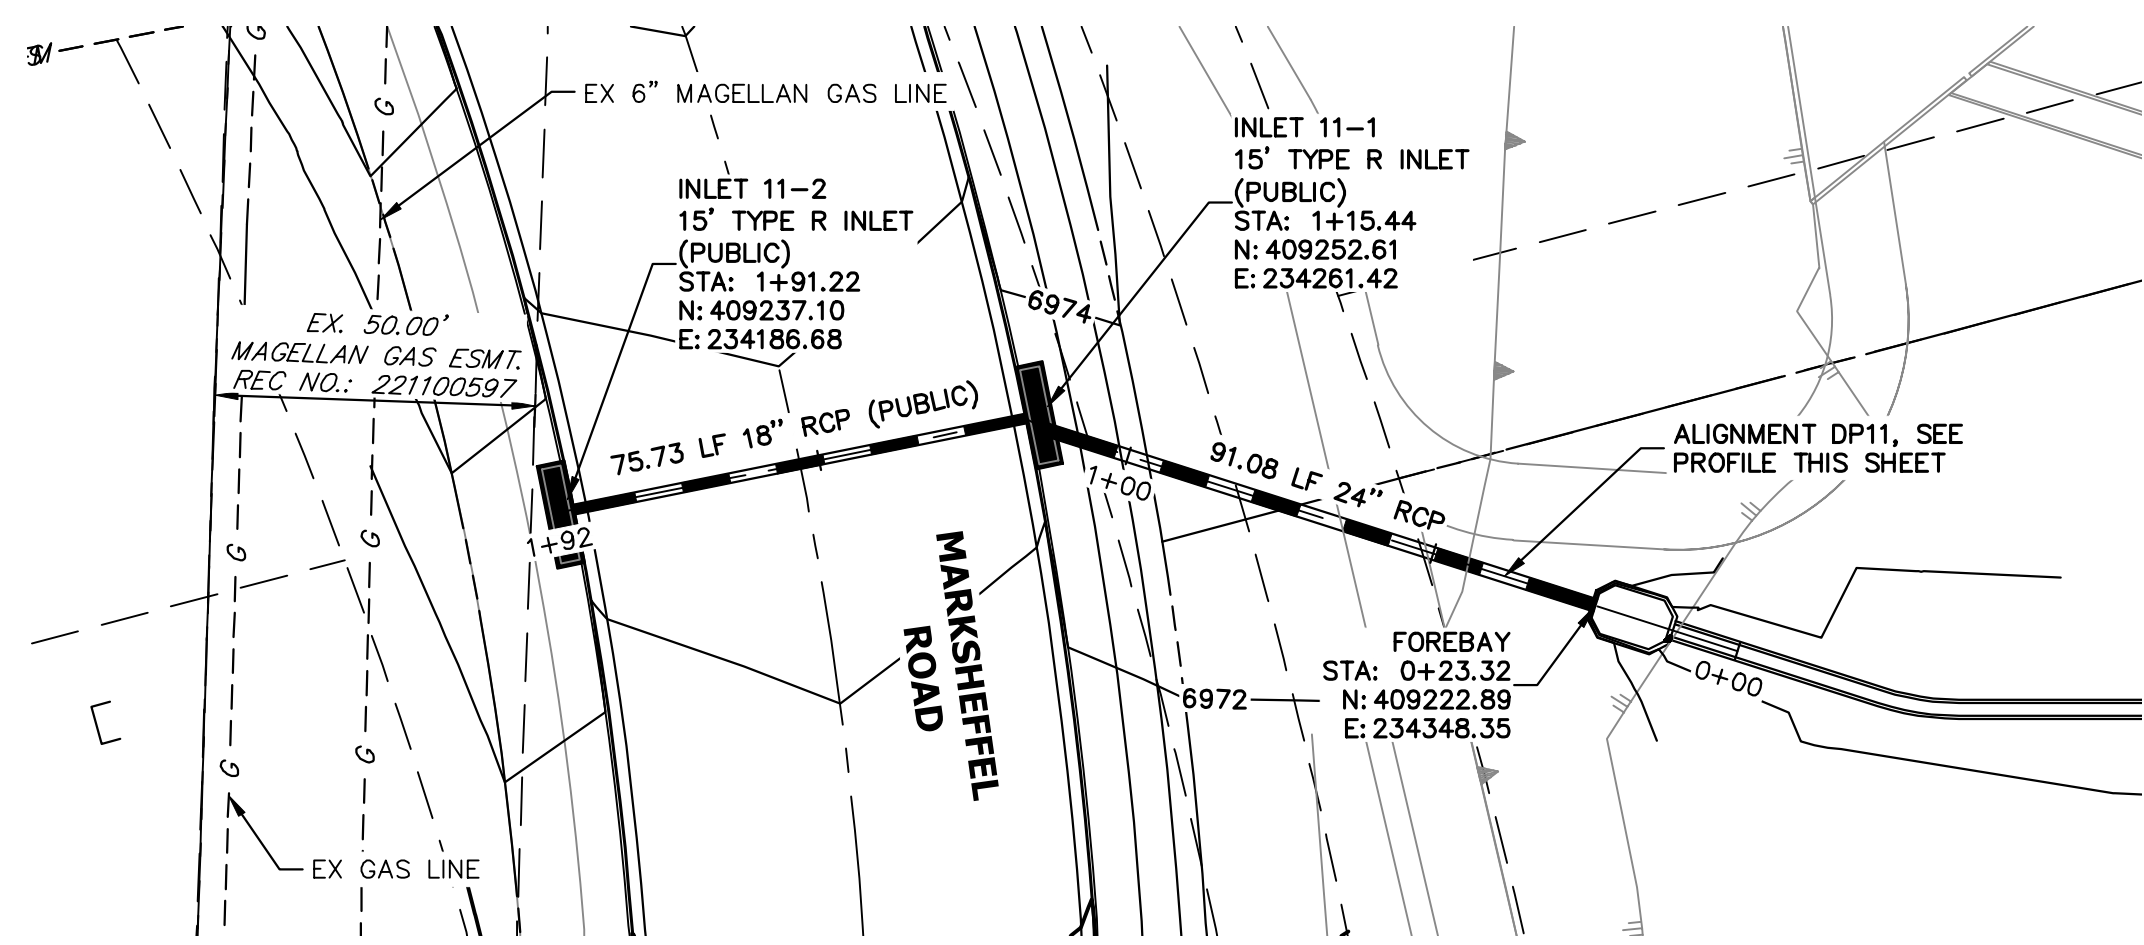 EX 6” MAGELLAN GAS LINE
INLET 11-1
15’ TYPE R INLET
(PUBLIC)
STA: 1+15.44
N: 409252.61
E: 234261.42
INLET 11-2
15’ TYPE R INLET
(PUBLIC)
STA: 1+91.22
N: 409237.10
E: 234186.68
6974
EX. 50.00’
MAGELLAN GAS ESMT.
REC NO.: 221100597
75.73 LF 18” RCP (PUBLIC)
91.08 LF 24” RCP
ALIGNMENT DP11, SEE
PROFILE THIS SHEET
1+00
1+92
MARKSHEFFEL
ROAD
FOREBAY
STA: 0+23.32
N: 409222.89
E: 234348.35
6972
0+00
G
G
G
G
G
G
EX GAS LINE